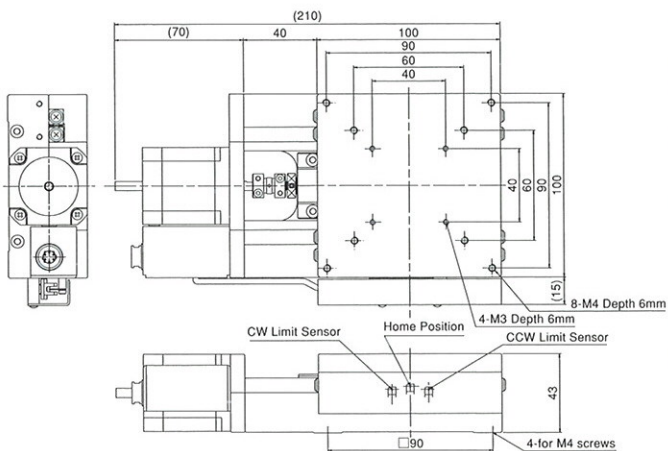 (210)
(70)
40
100
90
60
40
40
60
90
100
(15)
8-M4 Depth 6mm
4-M3 Depth 6mm
Home Position
CW Limit Sensor
CCW Limit Sensor
43
□90
4-for M4 screws